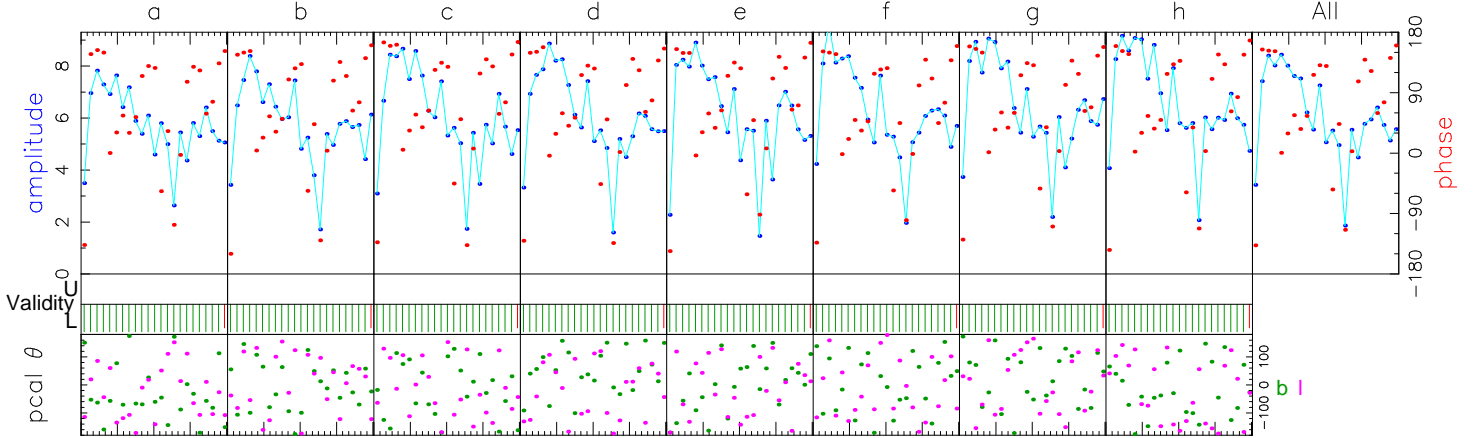 a b c d e f g h All
amplitude
0 2 4 6 8
phase
180 90 0 -90 -180
Validity
U
L
pcal θ
100 0 -100
b l